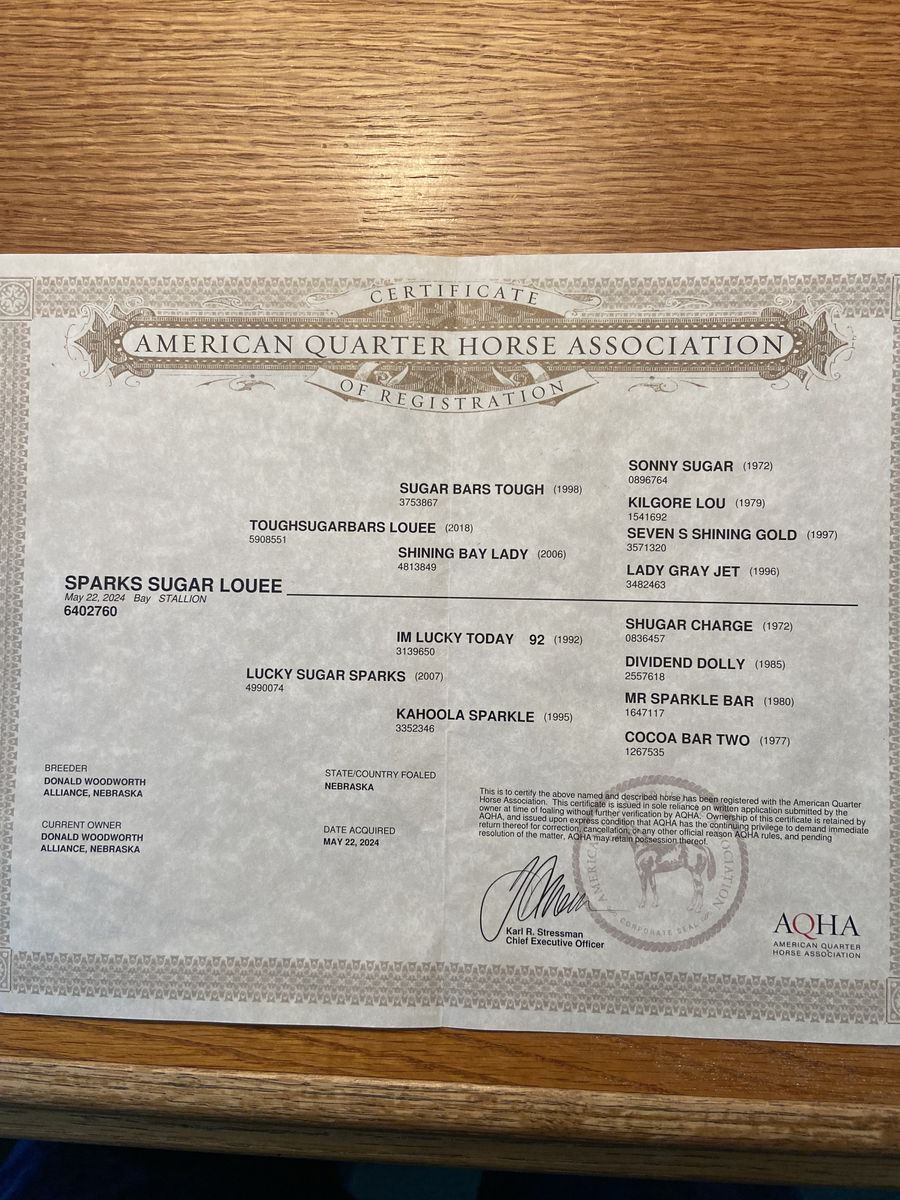 CERTIFICATE
AMERICAN QUARTER HORSE ASSOCIATION
OF REGISTRATION
SONNY SUGAR (1972)
0896764
SUGAR BARS TOUGH (1998)
3753867
KILGORE LOU (1979)
1541692
TOUGHSUGARBARS LOUEE (2018)
5908551
SEVEN S SHINING GOLD (1997)
3571320
SHINING BAY LADY (2006)
4813849
LADY GRAY JET (1996)
3482463
SPARKS SUGAR LOUEE
May 22, 2024 Bay STALLION
6402760
SHUGAR CHARGE (1972)
0836457
IM LUCKY TODAY 92 (1992)
3139650
DIVIDEND DOLLY (1985)
2557618
LUCKY SUGAR SPARKS (2007)
4990074
MR SPARKLE BAR (1980)
1647117
KAHOOLA SPARKLE (1995)
3352346
COCOA BAR TWO (1977)
1267535
BREEDER
DONALD WOODWORTH
ALLIANCE, NEBRASKA
STATE/COUNTRY FOALED
NEBRASKA
CURRENT OWNER
DONALD WOODWORTH
ALLIANCE, NEBRASKA
DATE ACQUIRED
MAY 22, 2024
This is to certify the above named and described horse has been registered with the American Quarter
Horse Association. This certificate is issued in sole reliance on written application submitted by the
owner at time of foaling without further verification by AQHA. Ownership of this certificate is retained by
AQHA, and issued upon express condition that AQHA has the continuing privilege to demand immediate
return thereof for correction, cancellation, or any other official reason AQHA rules, and pending
resolution of the matter, AQHA may retain possession thereof.
CORPORATE SEAL
Karl R. Stressman
Chief Executive Officer
AQHA
AMERICAN QUARTER
HORSE ASSOCIATION